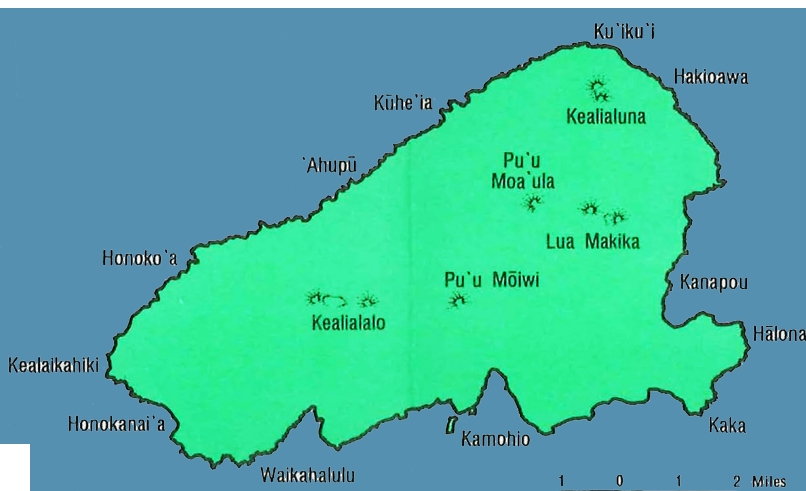 Ku`iku`i
Hakioawa
Kūhe`ia
Kealialuna
`Ahupū
Pu`u
Moa`ula
Lua Makika
Honoko`a
Pu`u Mōiwi
Kanapou
Kealialalo
Hālona
Kealaikahiki
Honokanai`a
Kaka
Kamohio
Waikahalulu
1 0 1 2 Miles